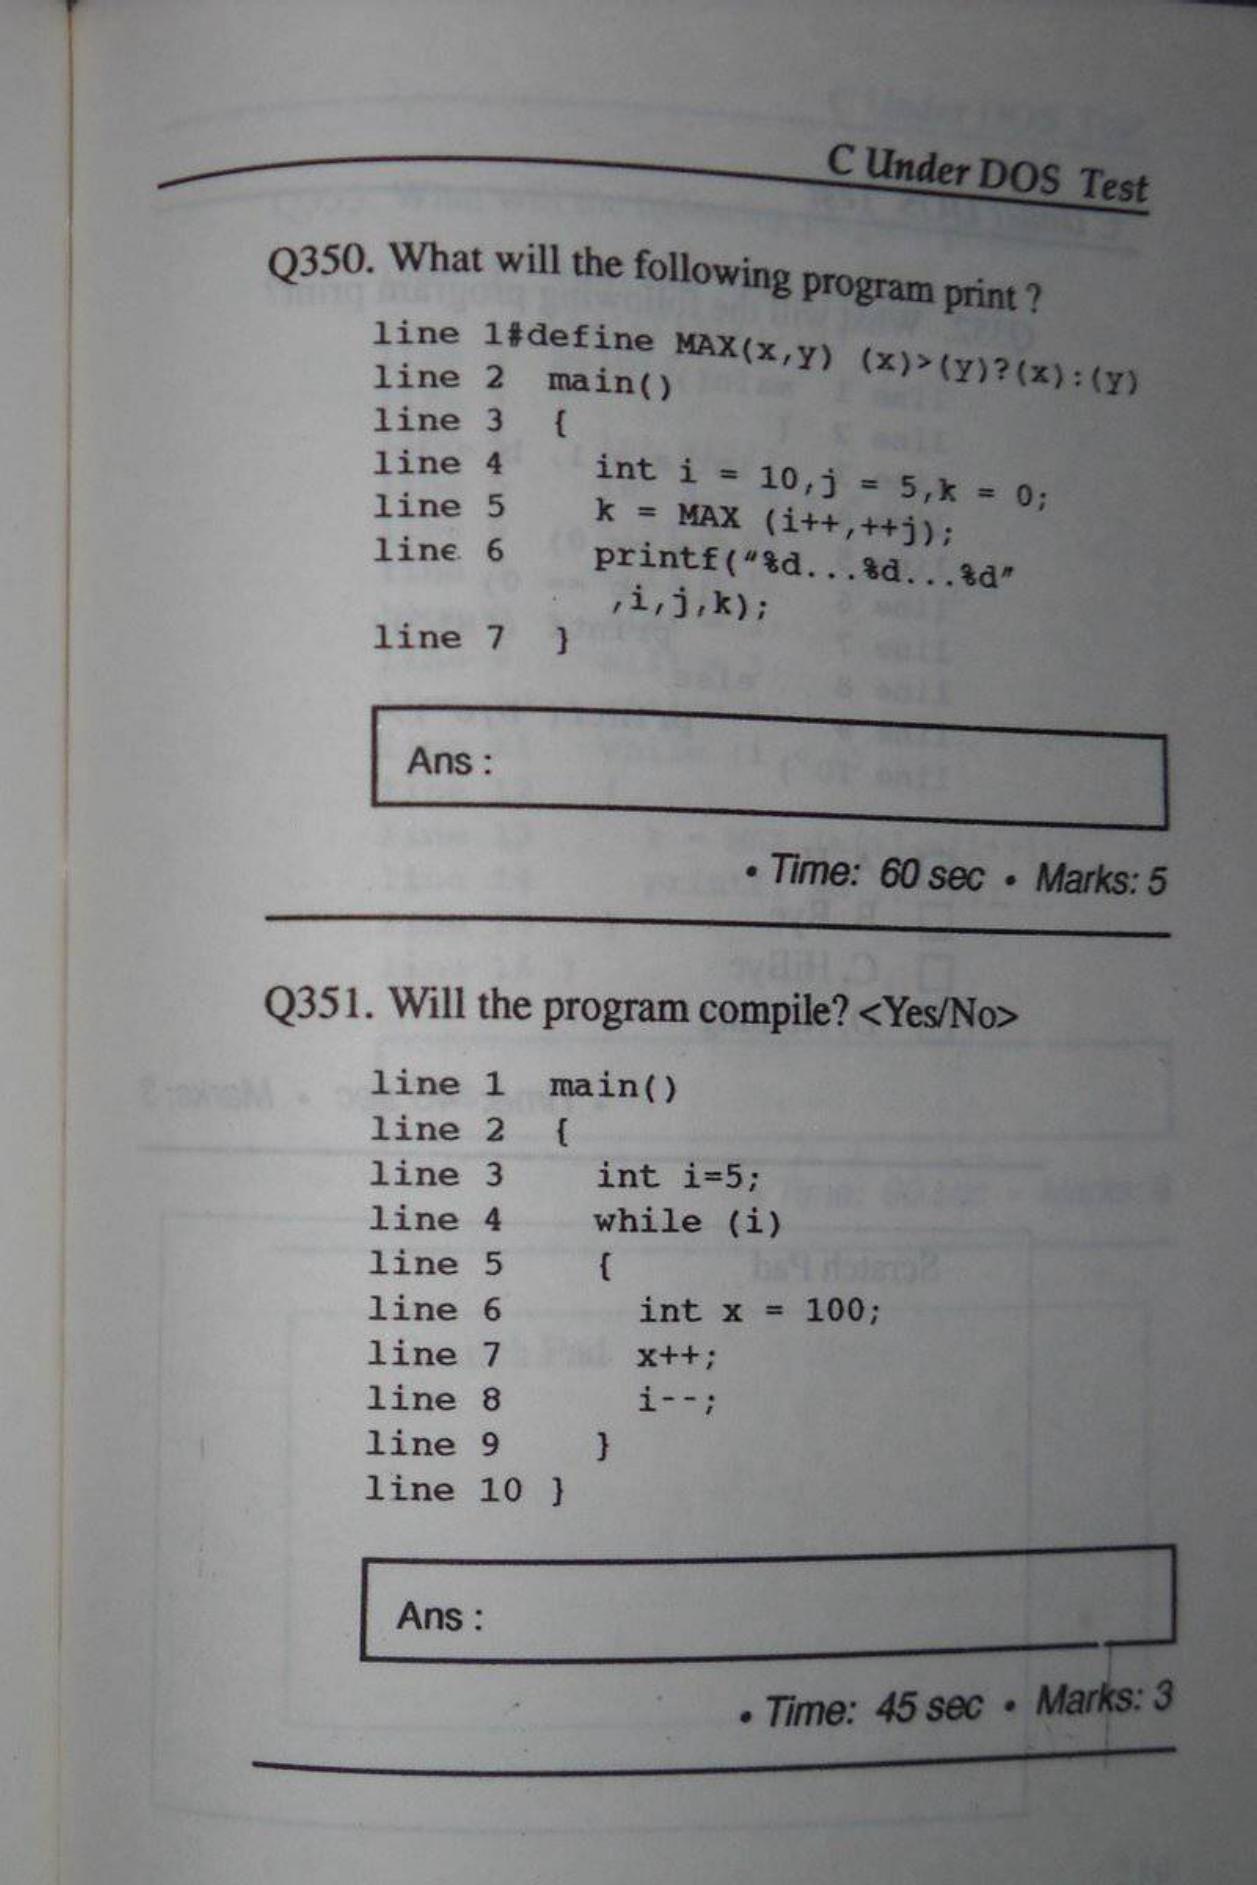 C Under DOS Test
Q350. What will the following program print ?
line 1#define MAX(x,y) (x)>(y)?(x):(y)
line 2 main()
line 3 {
line 4 int i = 10,j = 5,k = 0;
line 5 k = MAX (i++,++j);
line 6 printf("%d...%d...%d"
,i,j,k);
line 7 }
Ans :
• Time: 60 sec • Marks: 5
Q351. Will the program compile? <Yes/No>
line 1 main()
line 2 {
line 3 int i=5;
line 4 while (i)
line 5 {
line 6 int x = 100;
line 7 x++;
line 8 i--;
line 9 }
line 10 }
Ans :
• Time: 45 sec • Marks: 3